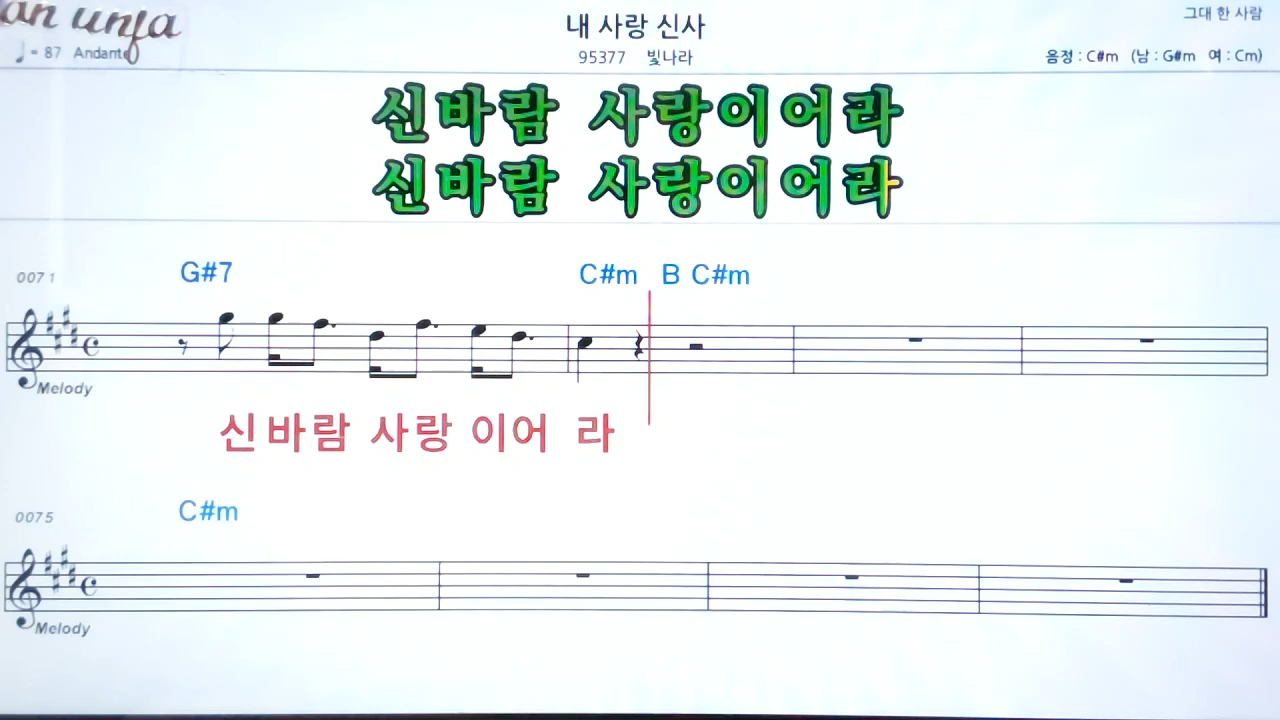 an unfa
내 사랑 신사
그대 한 사람
♩= 87 Andante
95377 빛나라
음정 : C#m (남 : G#m 여 : Cm)
신바람 사랑이어라
신바람 사랑이어라
0071
G#7 C#m B C#m
Melody
신바람 사랑 이어 라
0075
C#m
Melody